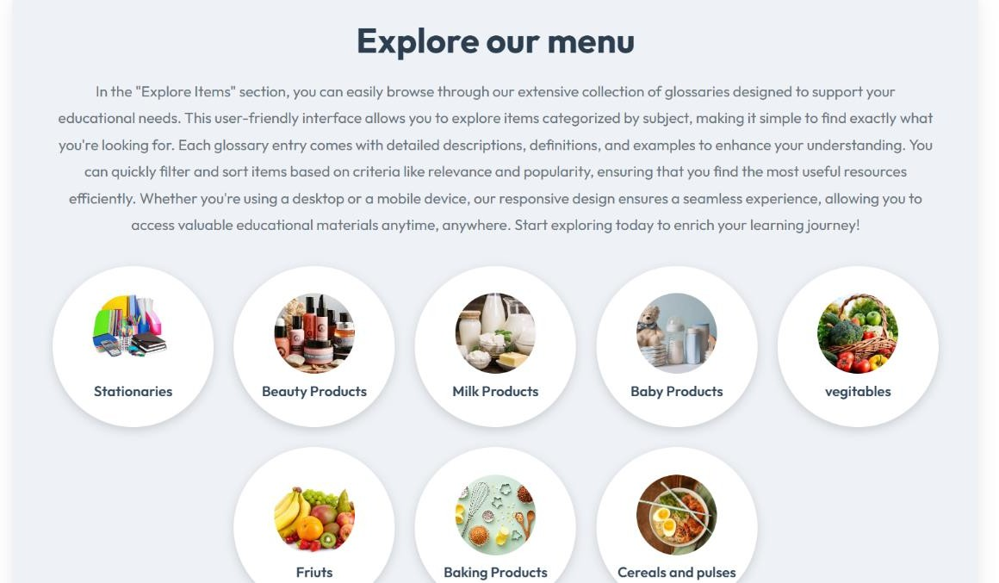 Explore our menu
In the "Explore Items" section, you can easily browse through our extensive collection of glossaries designed to support your
educational needs. This user-friendly interface allows you to explore items categorized by subject, making it simple to find exactly what
you're looking for. Each glossary entry comes with detailed descriptions, definitions, and examples to enhance your understanding. You
can quickly filter and sort items based on criteria like relevance and popularity, ensuring that you find the most useful resources
efficiently. Whether you're using a desktop or a mobile device, our responsive design ensures a seamless experience, allowing you to
access valuable educational materials anytime, anywhere. Start exploring today to enrich your learning journey!
Stationaries
Beauty Products
Milk Products
Baby Products
vegitables
Friuts
Baking Products
Cereals and pulses